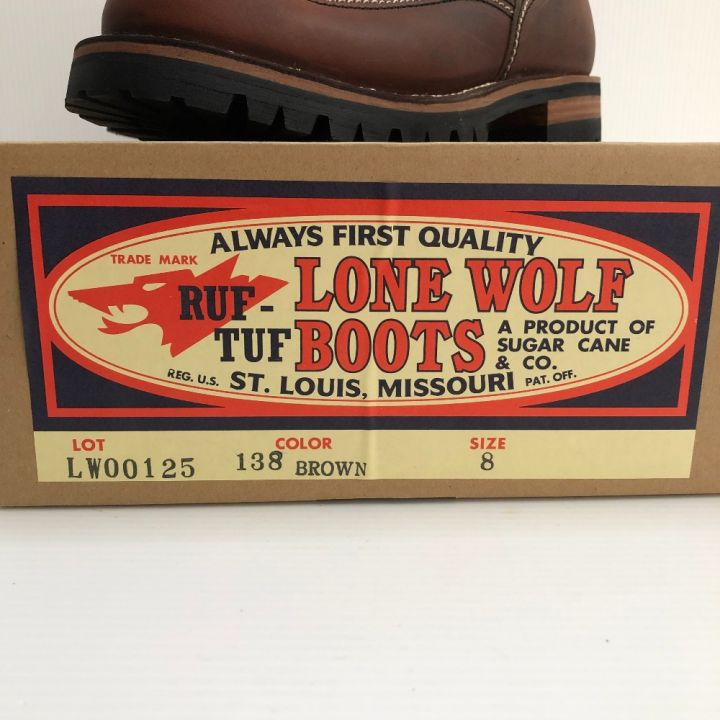 ALWAYS FIRST QUALITY
TRADE MARK
RUF-TUF
LONE WOLF
BOOTS
A PRODUCT OF
SUGAR CANE
& CO.
REG. U.S. ST. LOUIS, MISSOURI PAT. OFF.
LOT COLOR SIZE
LW00125 138 BROWN 8